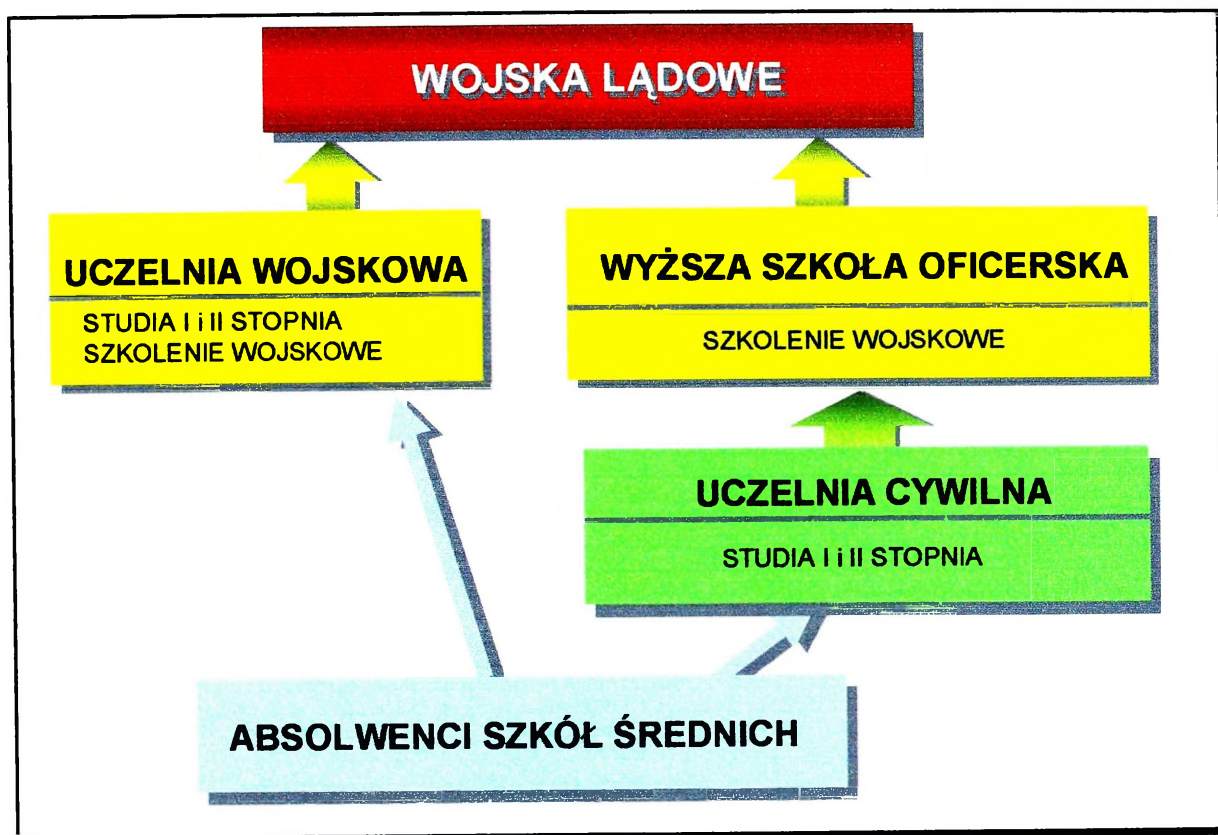 WOJSKA LĄDOWE
UCZELNIA WOJSKOWA
STUDIA I i II STOPNIA
SZKOLENIE WOJSKOWE
WYŻSZA SZKOŁA OFICERSKA
SZKOLENIE WOJSKOWE
UCZELNIA CYWILNA
STUDIA I i II STOPNIA
ABSOLWENCI SZKÓŁ ŚREDNICH